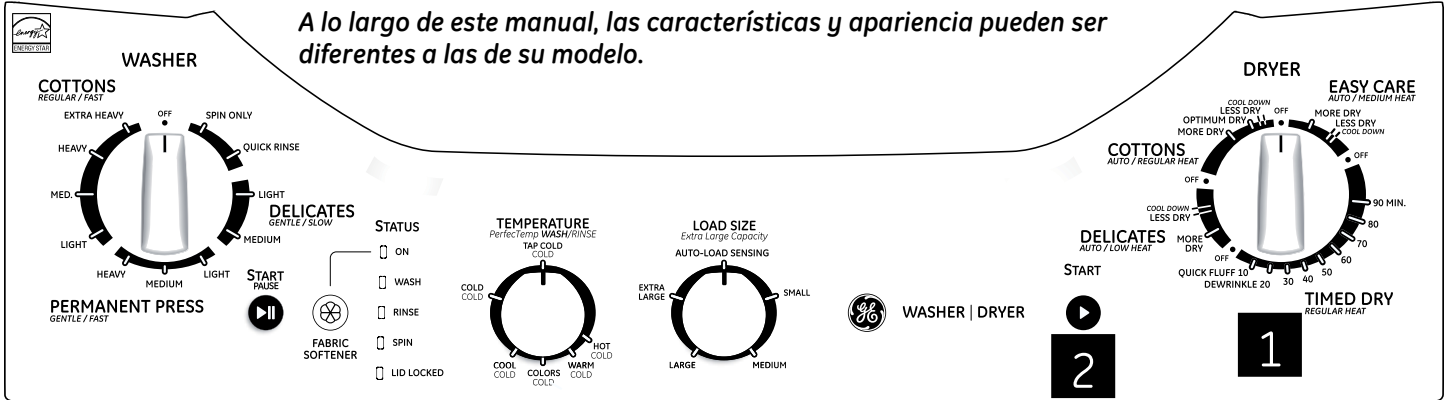 A lo largo de este manual, las características y apariencia pueden ser
diferentes a las de su modelo.
energy
ENERGY STAR
WASHER
COTTONS
REGULAR / FAST
EXTRA HEAVY
OFF
SPIN ONLY
HEAVY
QUICK RINSE
MED.
LIGHT
DELICATES
GENTLE / SLOW
LIGHT
MEDIUM
HEAVY
MEDIUM
LIGHT
PERMANENT PRESS
GENTLE / FAST
START
PAUSE
FABRIC
SOFTENER
STATUS
ON
WASH
RINSE
SPIN
LID LOCKED
TEMPERATURE
PerfecTemp WASH/RINSE
TAP COLD
COLD
COLD
COLD
HOT
COLD
COOL
COLD
COLORS
COLD
WARM
COLD
LOAD SIZE
Extra Large Capacity
AUTO-LOAD SENSING
EXTRA
LARGE
SMALL
LARGE
MEDIUM
GE
WASHER | DRYER
START
2
DRYER
EASY CARE
AUTO / MEDIUM HEAT
COOL DOWN
LESS DRY
OPTIMUM DRY
MORE DRY
OFF
MORE DRY
LESS DRY
COOL DOWN
OFF
COTTONS
AUTO / REGULAR HEAT
OFF
COOL DOWN
LESS DRY
DELICATES
AUTO / LOW HEAT
MORE
DRY
OFF
90 MIN.
80
70
60
50
40
30
QUICK FLUFF 10
DEWRINKLE 20
TIMED DRY
REGULAR HEAT
1